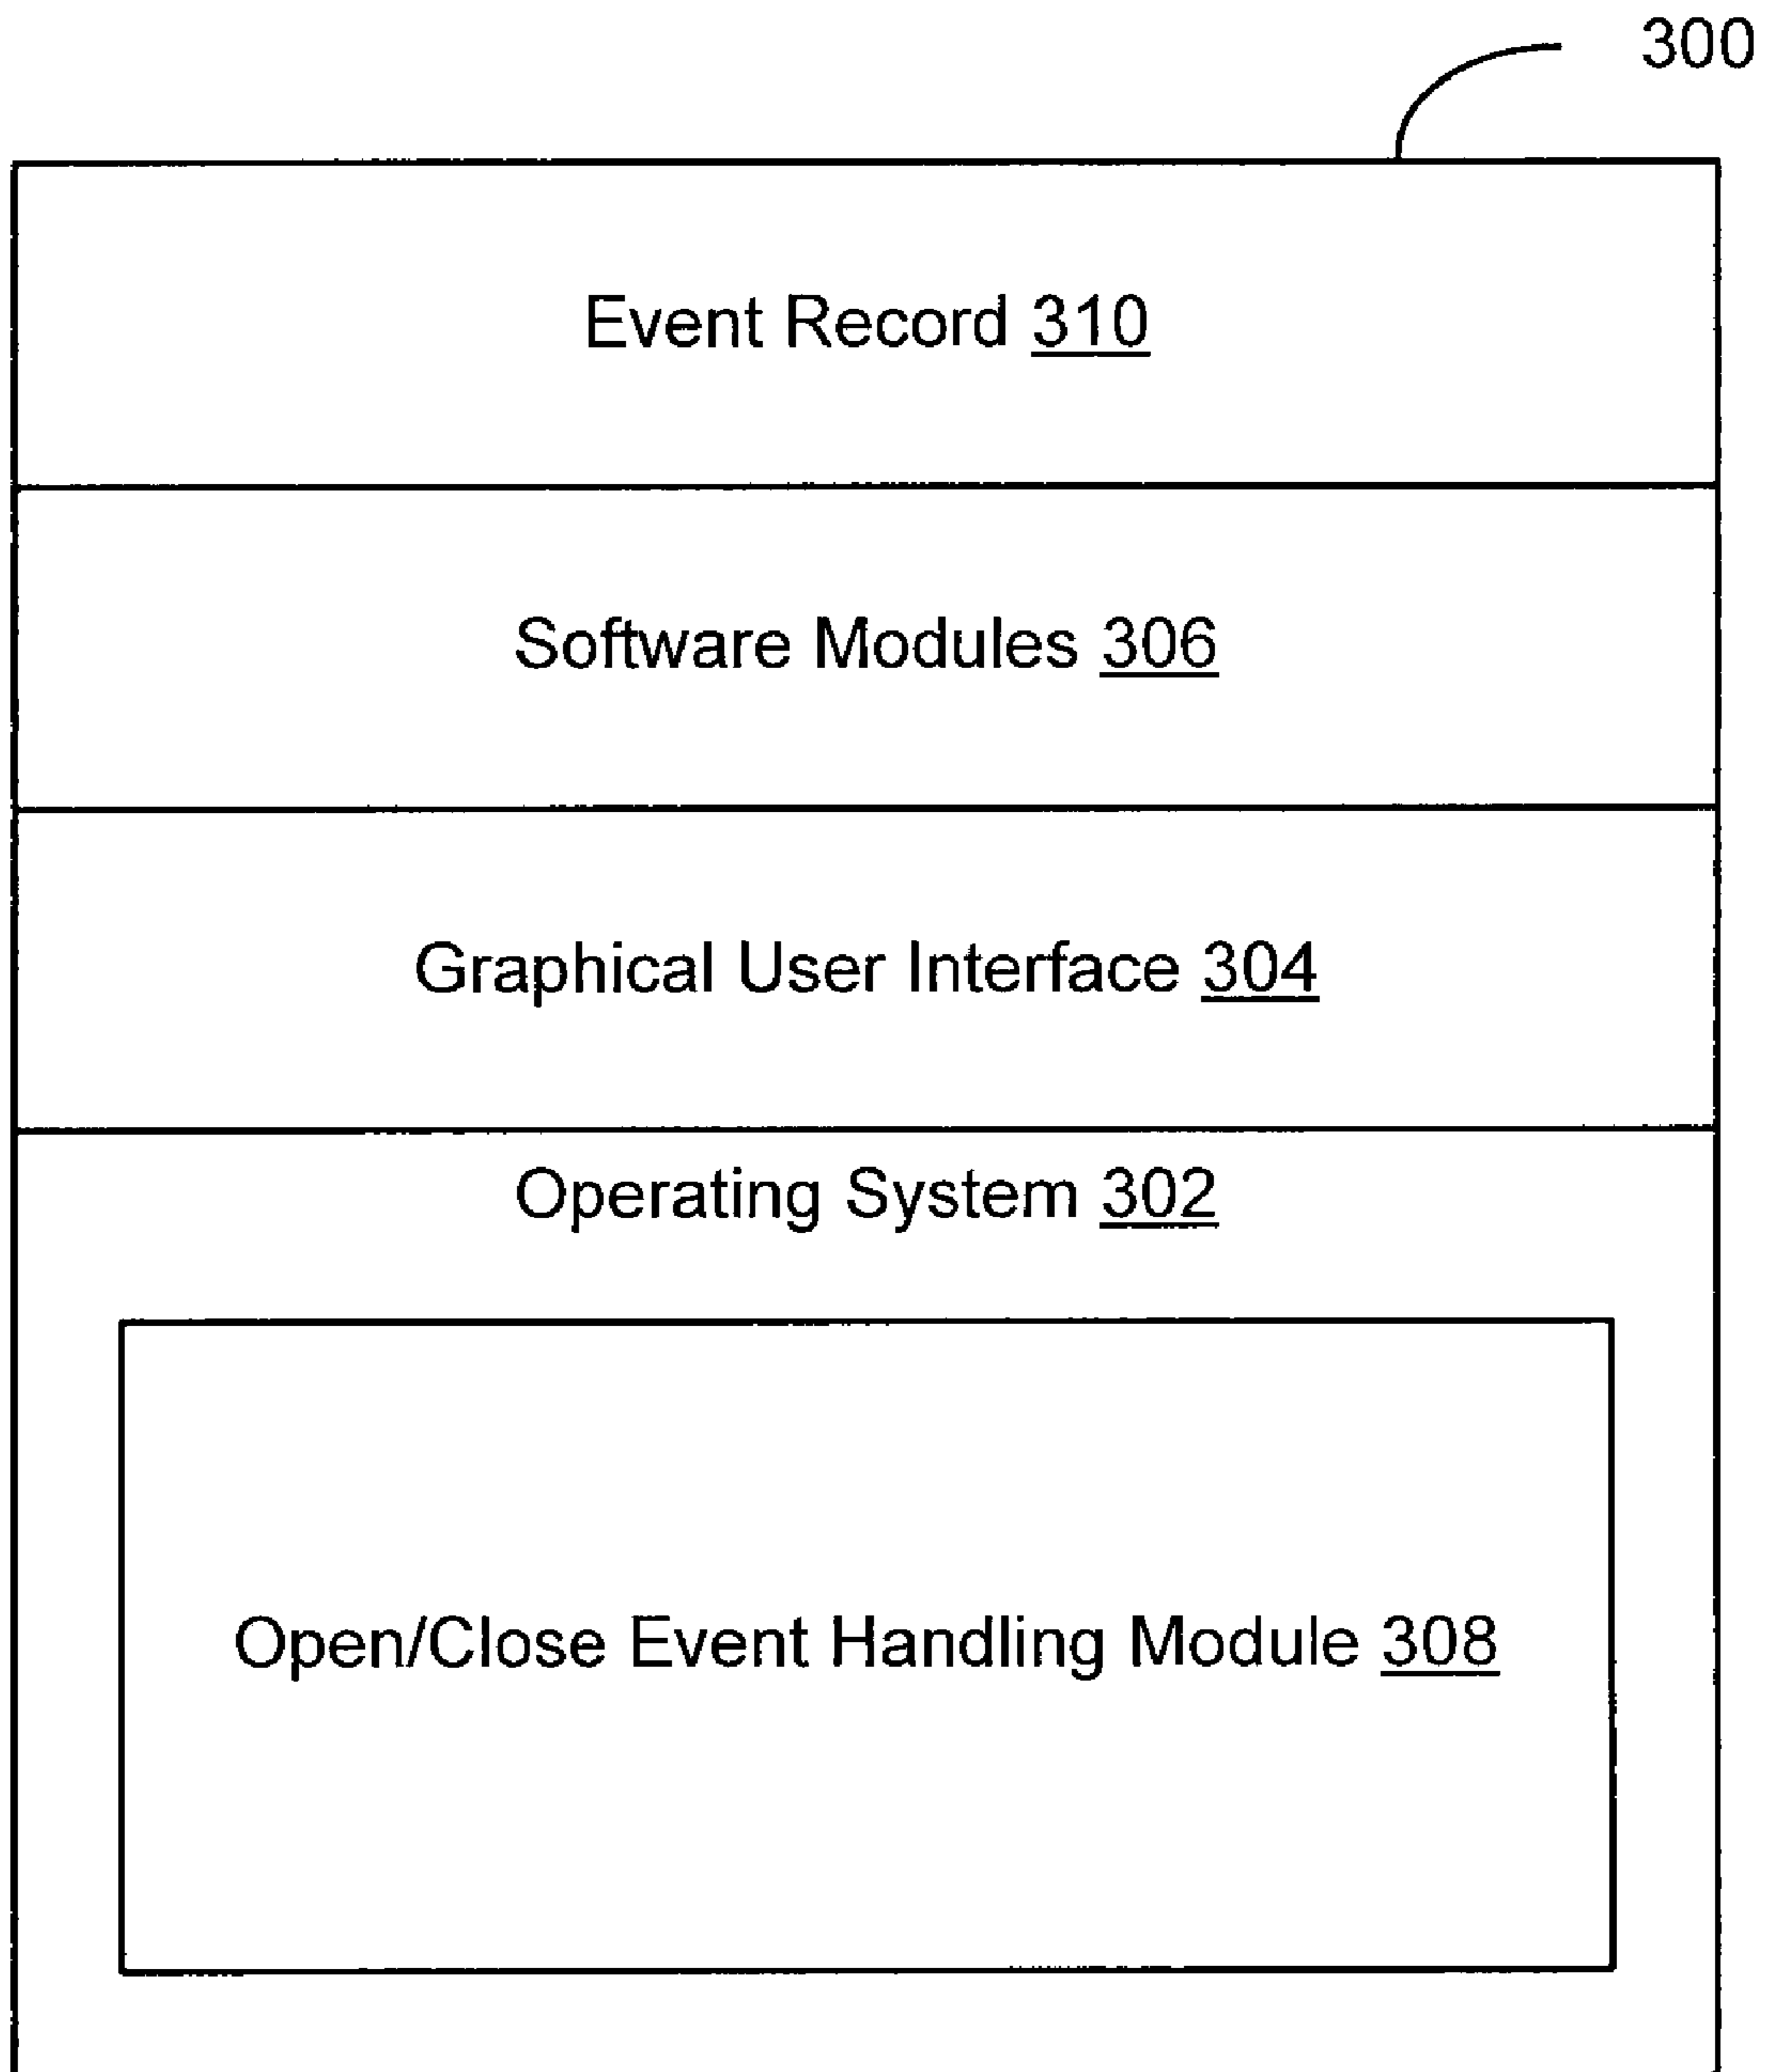 300
Event Record 310
Software Modules 306
Graphical User Interface 304
Operating System 302
Open/Close Event Handling Module 308